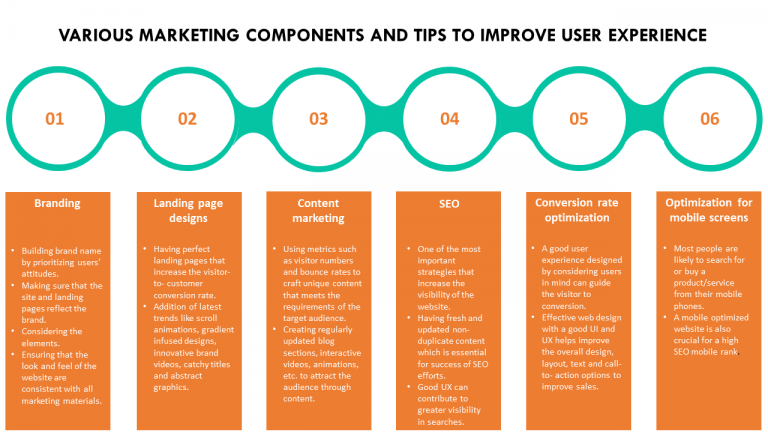 VARIOUS MARKETING COMPONENTS AND TIPS TO IMPROVE USER EXPERIENCE
01
02
03
04
05
06
Branding
• Building brand name
by prioritizing users'
attitudes.
• Making sure that the
site and landing
pages reflect the
brand.
• Considering the
elements.
• Ensuring that the
look and feel of the
website are
consistent with all
marketing materials.
Landing page
designs
• Having perfect
landing pages that
increase the visitor-
to- customer
conversion rate.
• Addition of latest
trends like scroll
animations, gradient
infused designs,
innovative brand
videos, catchy titles
and abstract
graphics.
Content
marketing
• Using metrics such
as visitor numbers
and bounce rates to
craft unique content
that meets the
requirements of the
target audience.
• Creating regularly
updated blog
sections, interactive
videos, animations,
etc. to attract the
audience through
content.
SEO
• One of the most
important
strategies that
increase the
visibility of the
website.
• Having fresh and
updated non-
duplicate content
which is essential
for success of SEO
efforts.
• Good UX can
contribute to
greater visibility
in searches.
Conversion rate
optimization
• A good user
experience designed
by considering users
in mind can guide
the visitor to
conversion.
• Effective web design
with a good UI and
UX helps improve
the overall design,
layout, text and call-
to- action options to
improve sales.
Optimization for
mobile screens
• Most people are
likely to search for
or buy a
product/service
from their mobile
phones.
• A mobile optimized
website is also
crucial for a high
SEO mobile rank.